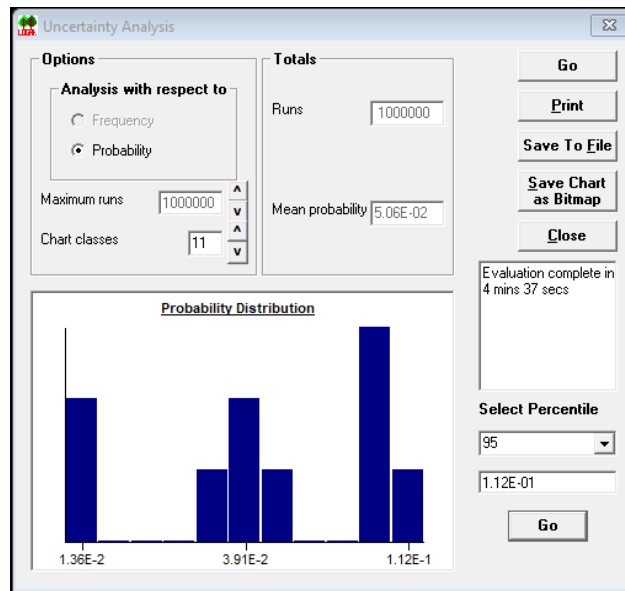 Uncertainty Analysis
Options
Analysis with respect to
Frequency
Probability
Maximum runs 1000000
Chart classes 11
Totals
Runs 1000000
Mean probability 5.06E-02
Go
Print
Save To File
Save Chart
as Bitmap
Close
Evaluation complete in
4 mins 37 secs
Select Percentile
95
1.12E-01
Go
Probability Distribution
1.36E-2 3.91E-2 1.12E-1